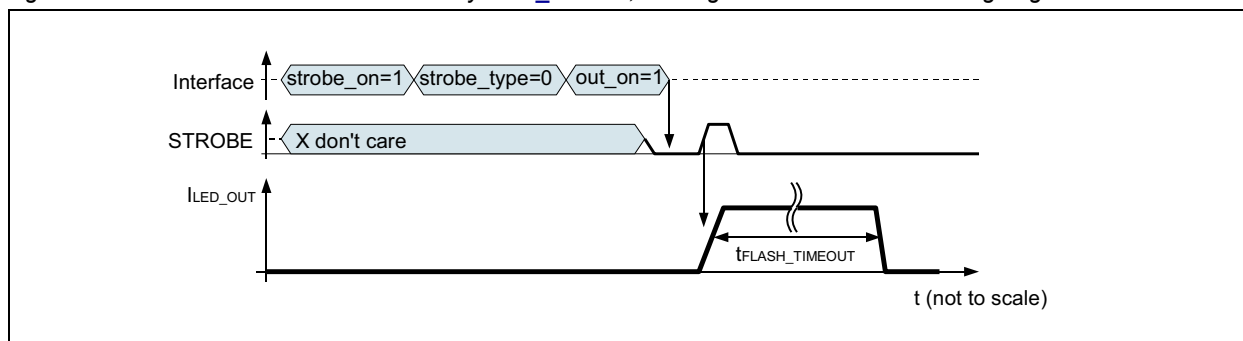 Interface strobe_on=1 strobe_type=0 out_on=1
STROBE X don't care
ILED_OUT
tFLASH_TIMEOUT
t (not to scale)